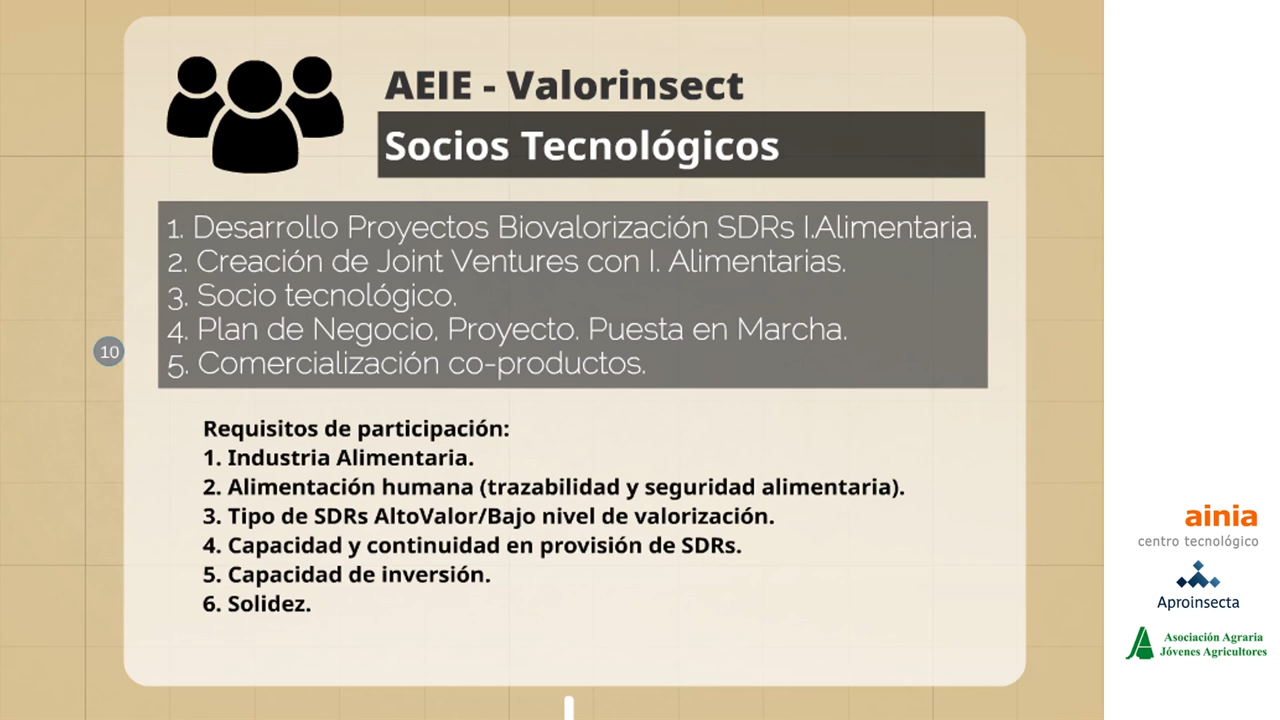 AEIE - Valorinsect
Socios Tecnológicos
1. Desarrollo Proyectos Biovalorización SDRs I.Alimentaria.
2. Creación de Joint Ventures con I. Alimentarias.
3. Socio tecnológico.
4. Plan de Negocio, Proyecto. Puesta en Marcha.
5. Comercialización co-productos.
10
Requisitos de participación:
1. Industria Alimentaria.
2. Alimentación humana (trazabilidad y seguridad alimentaria).
3. Tipo de SDRs AltoValor/Bajo nivel de valorización.
4. Capacidad y continuidad en provisión de SDRs.
5. Capacidad de inversión.
6. Solidez.
ainia
centro tecnológico
Aproinsecta
Asociación Agraria
Jóvenes Agricultores